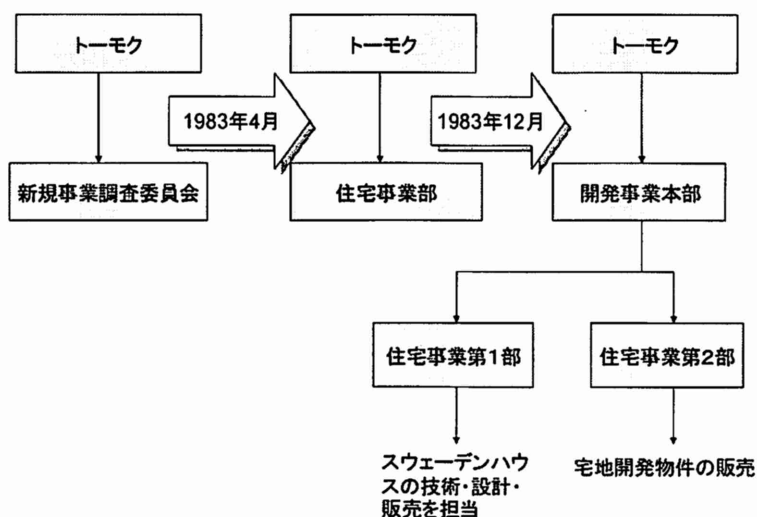 トーモク
トーモク
トーモク
1983年4月
1983年12月
新規事業調査委員会
住宅事業部
開発事業本部
住宅事業第1部
住宅事業第2部
スウェーデンハウ
スの技術・設計・
販売を担当
宅地開発物件の販売